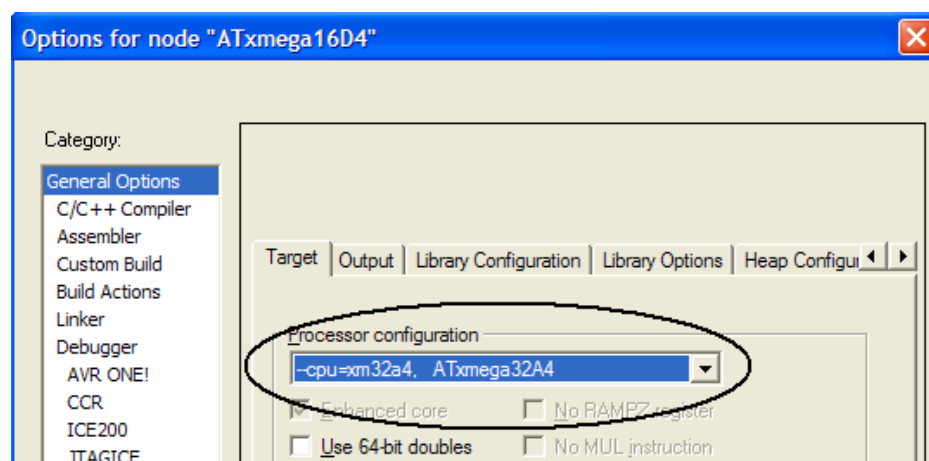 Options for node "ATxmega16D4"
Category:
General Options
C/C++ Compiler
Assembler
Custom Build
Build Actions
Linker
Debugger
AVR ONE!
CCR
ICE200
JTAGICE
Target Output Library Configuration Library Options Heap Configur
Processor configuration
--cpu=xm32a4, ATxmega32A4
Enhanced core No RAMPZ register
Use 64-bit doubles No MUL instruction